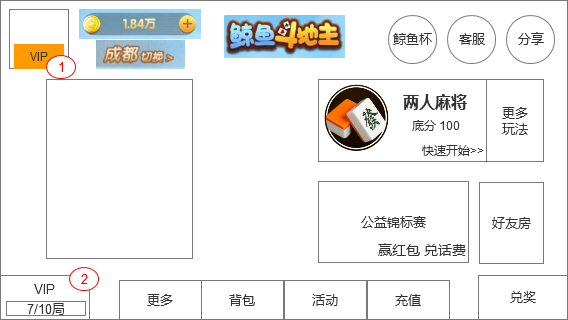 VIP
1
1.84万
成都 切换>
鲸鱼斗地主
鲸鱼杯
客服
分享
两人麻将
底分 100
快速开始>>
更多
玩法
發
公益锦标赛
赢红包 兑话费
好友房
VIP
2
7/10局
更多
背包
活动
充值
兑奖